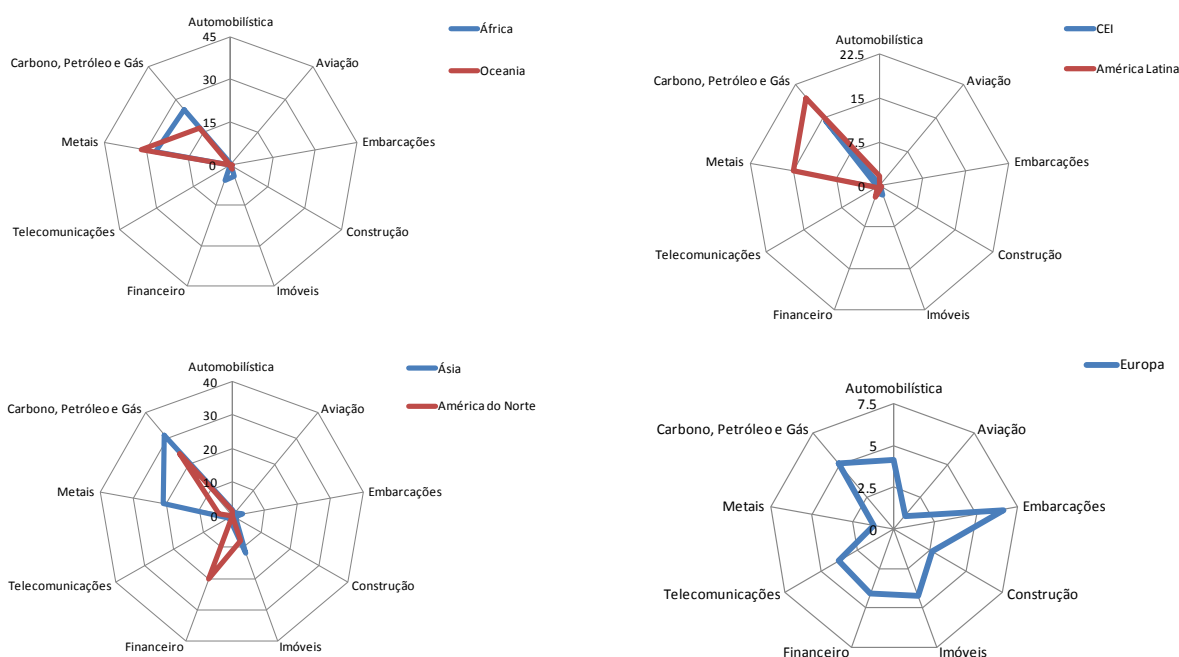 Automobilística
45
30
15
0
Aviação
Embarcações
Construção
Imóveis
Financeiro
Telecomunicações
Metais
Carbono, Petróleo e Gás
África
Oceania
Automobilística
22.5
15
7.5
0
Aviação
Embarcações
Construção
Imóveis
Financeiro
Telecomunicações
Metais
Carbono, Petróleo e Gás
CEI
América Latina
Automobilística
40
30
20
10
0
Aviação
Embarcações
Construção
Imóveis
Financeiro
Telecomunicações
Metais
Carbono, Petróleo e Gás
Ásia
América do Norte
Automobilística
7.5
5
2.5
0
Aviação
Embarcações
Construção
Imóveis
Financeiro
Telecomunicações
Metais
Carbono, Petróleo e Gás
Europa